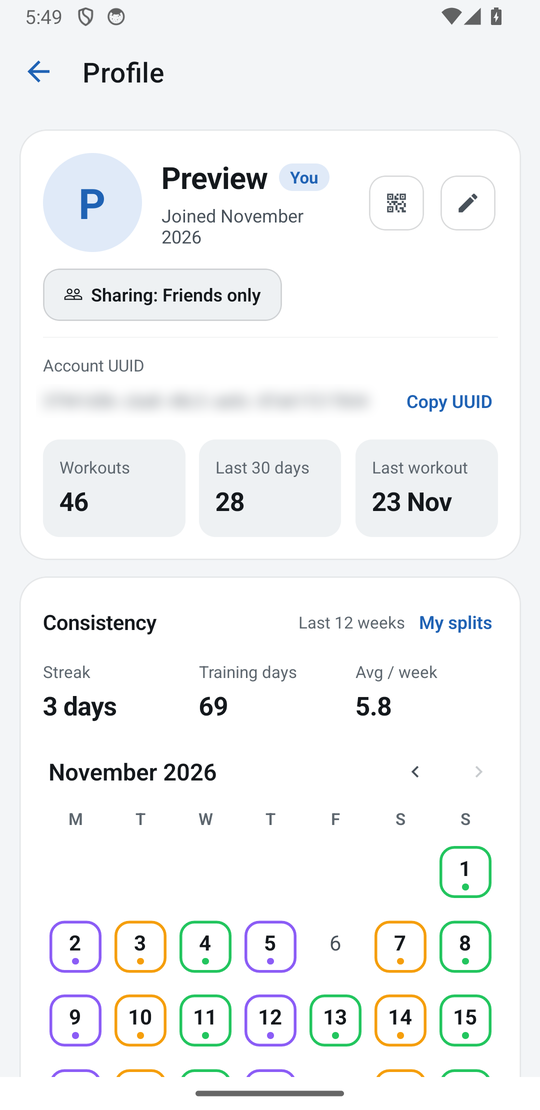 5:49
Profile
P
Preview
You
Joined November
2026
Sharing: Friends only
Account UUID
Copy UUID
Workouts
Last 30 days
Last workout
46
28
23 Nov
Consistency
Last 12 weeks
My splits
Streak
Training days
Avg / week
3 days
69
5.8
November 2026
M T W T F S S
1
2 3 4 5 6 7 8
9 10 11 12 13 14 15